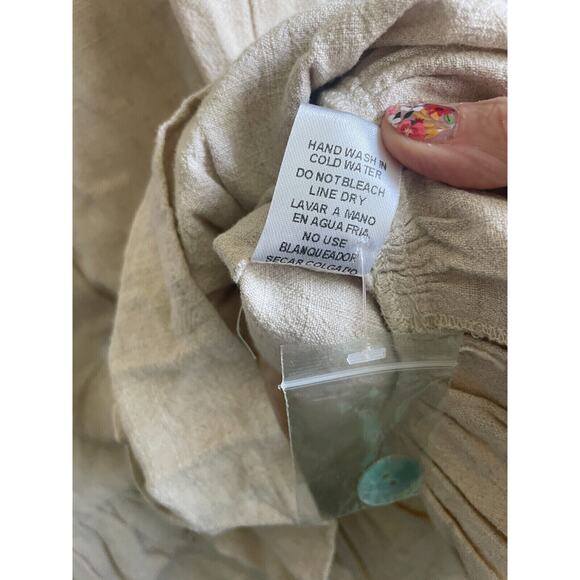 HAND WASH IN
COLD WATER
DO NOT BLEACH
LINE DRY
LAVAR A MANO
EN AGUA FRIA.
NO USE
BLANQUEADOR
SECAR COLGADO